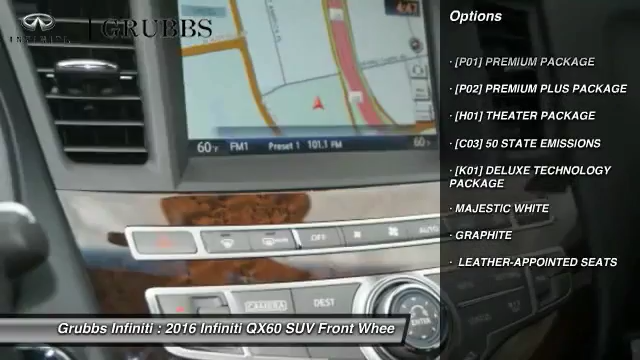 INFINITI
GRUBBS
Options
4:47
· [P01] PREMIUM PACKAGE
· [P02] PREMIUM PLUS PACKAGE
· [H01] THEATER PACKAGE
· [C03] 50 STATE EMISSIONS
· [K01] DELUXE TECHNOLOGY
PACKAGE
· MAJESTIC WHITE
· GRAPHITE
· LEATHER-APPOINTED SEATS
60°F FM1 Preset 1 101.1 FM 60°F
OFF AUTO
CAMERA DEST ENTER
Grubbs Infiniti : 2016 Infiniti QX60 SUV Front Whee